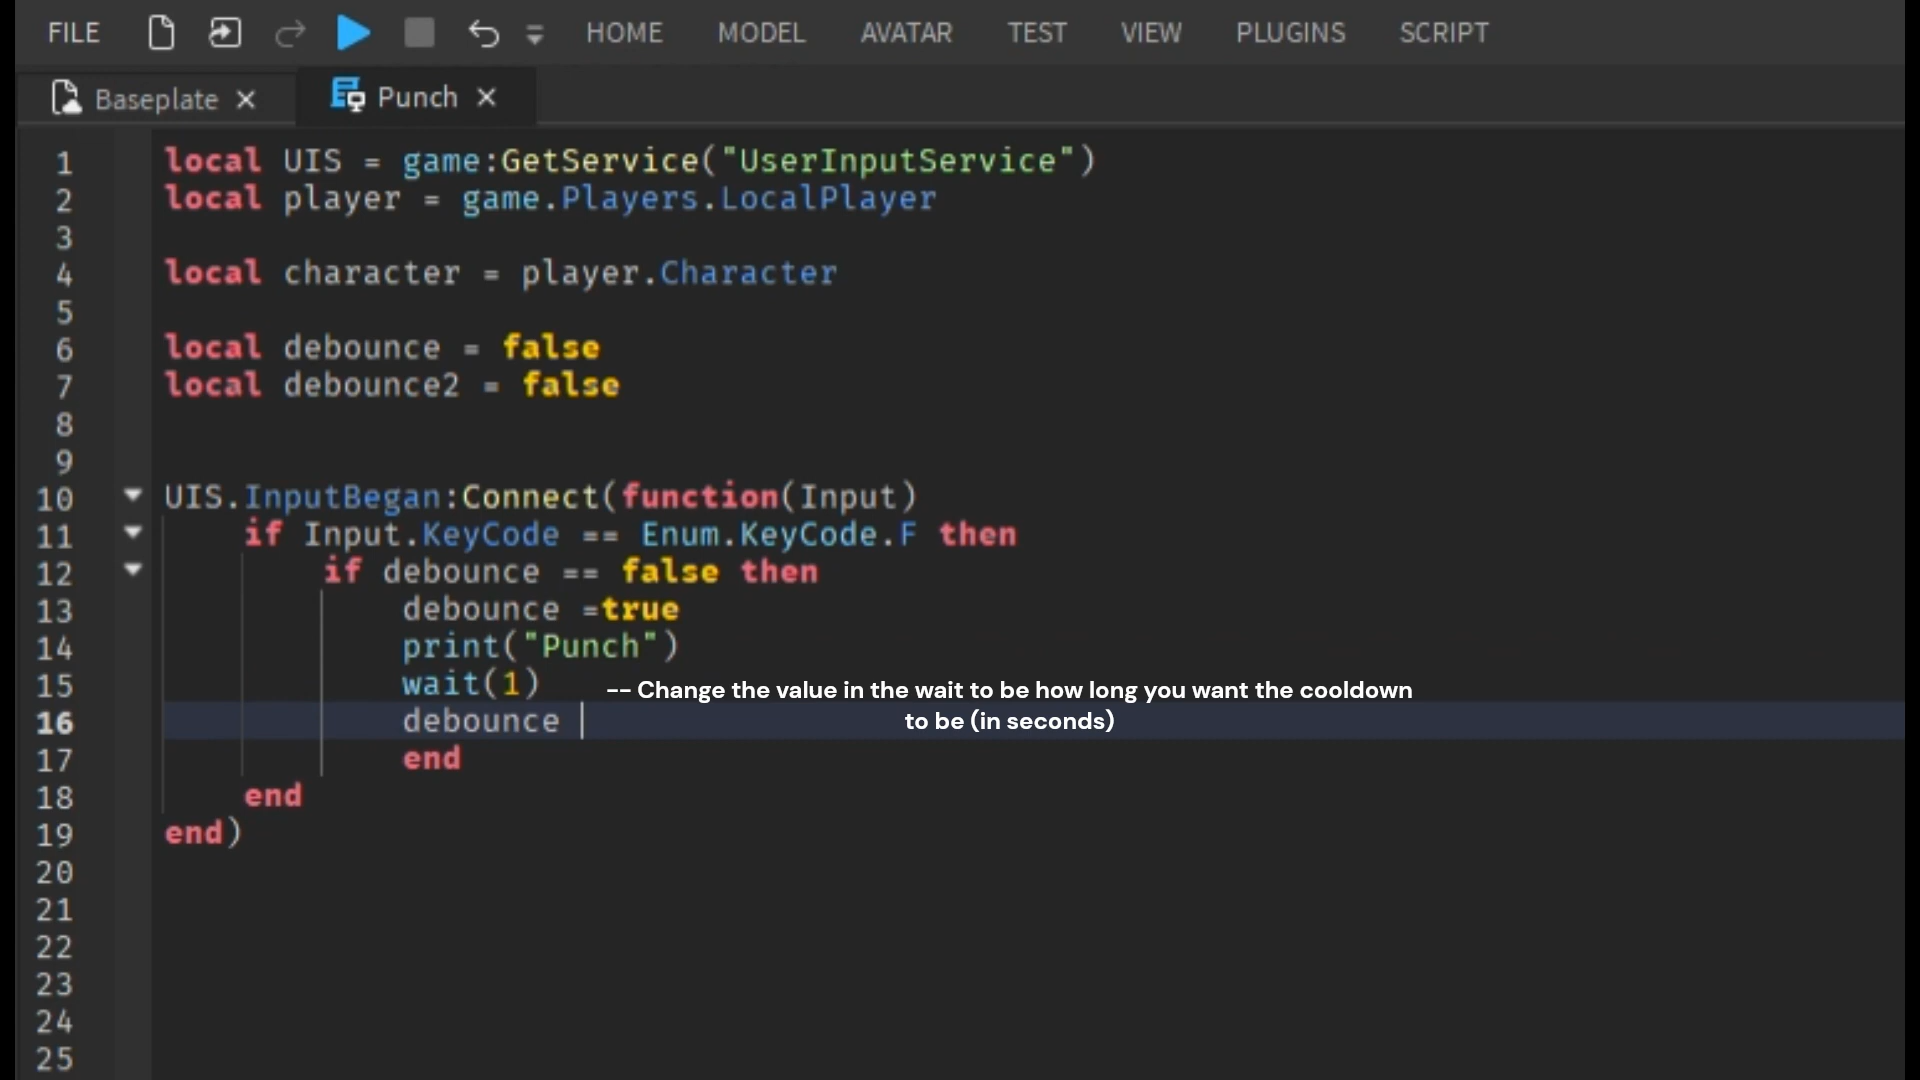 FILE HOME MODEL AVATAR TEST VIEW PLUGINS SCRIPT
Baseplate Punch
1 local UIS = game:GetService("UserInputService")
2 local player = game.Players.LocalPlayer
3
4 local character = player.Character
5
6 local debounce = false
7 local debounce2 = false
8
9
10 UIS.InputBegan:Connect(function(Input)
11 if Input.KeyCode == Enum.KeyCode.F then
12 if debounce == false then
13 debounce =true
14 print("Punch")
15 wait(1)
-- Change the value in the wait to be how long you want the cooldown
to be (in seconds)
16 debounce
17 end
18 end
19 end)
20
21
22
23
24
25